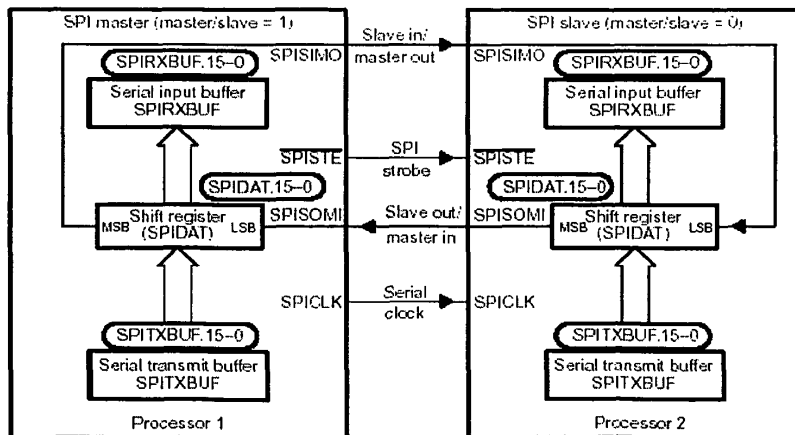 SPI master (master/slave = 1)
SPIRXBUF.15–0
Serial input buffer
SPIRXBUF
SPIDAT.15–0
MSB
Shift register
(SPIDAT)
LSB
SPITXBUF.15–0
Serial transmit buffer
SPITXBUF
Processor 1
SPISIMO
Slave in/
master out
SPISIMO
SPISTE
SPI
strobe
SPISTE
SPISOMI
Slave out/
master in
SPISOMI
SPICLK
Serial
clock
SPICLK
SPI slave (master/slave = 0)
SPIRXBUF.15–0
Serial input buffer
SPIRXBUF
SPIDAT.15–0
MSB
Shift register
(SPIDAT)
LSB
SPITXBUF.15–0
Serial transmit buffer
SPITXBUF
Processor 2